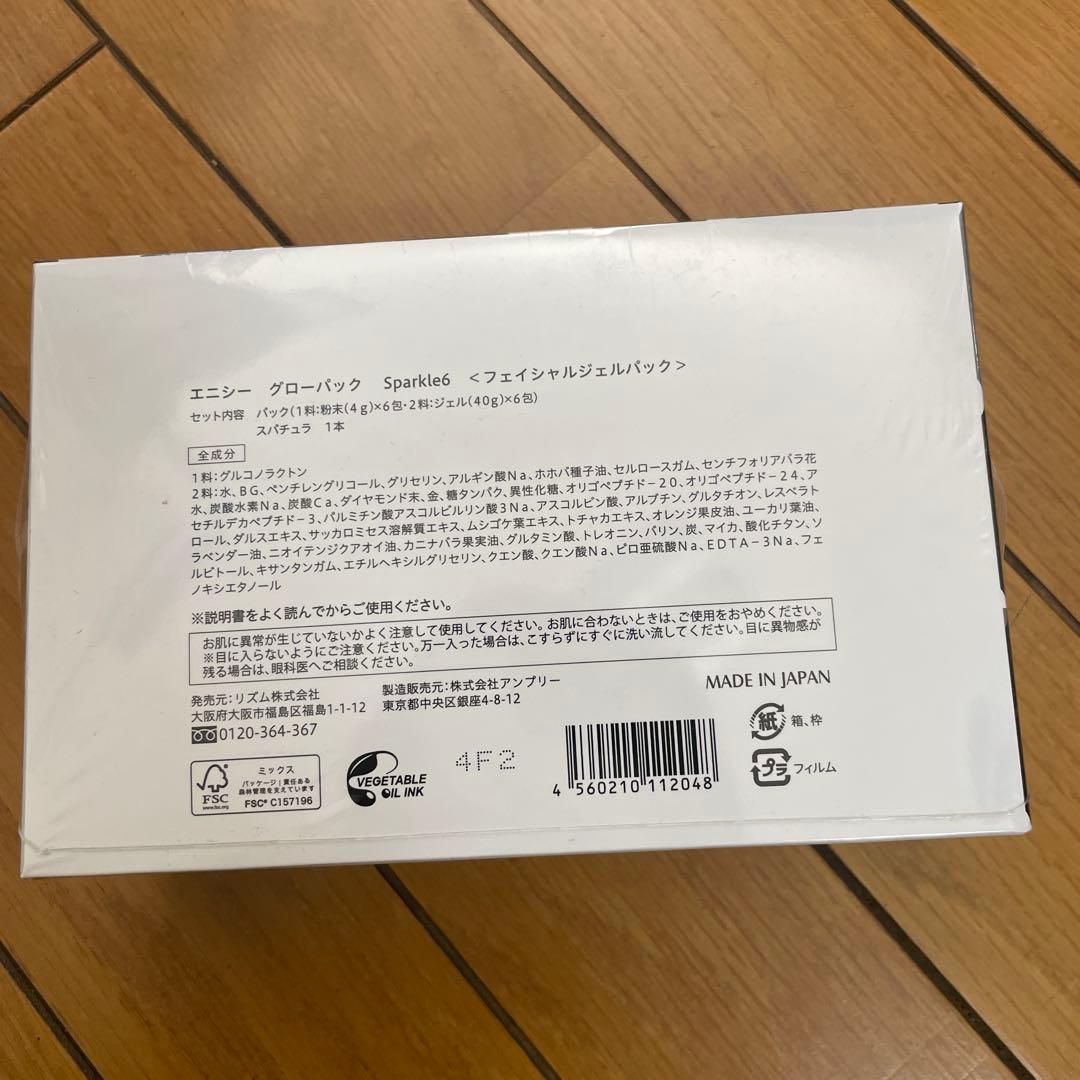 エニシー グローパック Sparkle6 <フェイシャルジェルパック>
セット内容 パック(1料:粉末(4g)×6包・2料:ジェル(40g)×6包)
スパチュラ 1本
全成分
1料:グルコノラクトン
2料:水、BG、ペンチレングリコール、グリセリン、アルギン酸Na、ホホバ種子油、セルロースガム、センチフォリアバラ花
水、炭酸水素Na、炭酸Ca、ダイヤモンド末、金、糖タンパク、異性化糖、オリゴペプチド-20、オリゴペプチド-24、ア
セチルデカペプチド-3、パルミチン酸アスコルビルリン酸3Na、アスコルビン酸、アルブチン、グルタチオン、レスベラト
ロール、ダルスエキス、サッカロミセス溶解質エキス、ムシゴケ葉エキス、トチャカエキス、オレンジ果皮油、ユーカリ葉油、
ラベンダー油、ニオイテンジクアオイ油、カニナバラ果実油、グルタミン酸、トレオニン、バリン、炭、マイカ、酸化チタン、ソ
ルビトール、キサンタンガム、エチルヘキシルグリセリン、クエン酸、クエン酸Na、ピロ亜硫酸Na、EDTA-3Na、フェ
ノキシエタノール
※説明書をよく読んでからご使用ください。
お肌に異常が生じていないかよく注意して使用してください。お肌に合わないときは、ご使用をおやめください。
※目に入らないようにご注意ください。万一入った場合は、こすらずにすぐに洗い流してください。目に異物感が
残る場合は、眼科医へご相談ください。
発売元:リズム株式会社
大阪府大阪市福島区福島1-1-12
0120-364-367
製造販売元:株式会社アンプリー
東京都中央区銀座4-8-12
MADE IN JAPAN
紙 箱、枠
プラ フィルム
FSC
www.fsc.org
ミックス
パッケージ|責任ある
森林管理を支えています
FSC® C157196
VEGETABLE
OIL INK
4F2
4 560210 112048